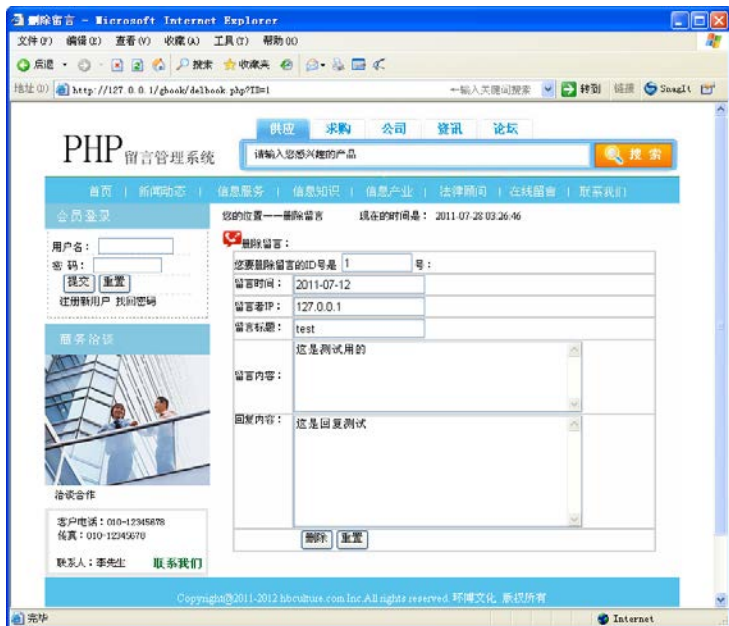 删除留言 - Microsoft Internet Explorer
文件(F) 编辑(E) 查看(V) 收藏(A) 工具(T) 帮助(H)
后退 搜索 收藏夹
地址(D) http://127.0.0.1/gbook/delbook.php?ID=1 输入关键词搜索 转到 链接 SnagIt
供应 求购 公司 资讯 论坛
PHP留言管理系统
请输入您感兴趣的产品 搜索
首页 | 新闻动态 | 信息服务 | 信息知识 | 信息产业 | 法律顾问 | 在线留言 | 联系我们
会员登录
用户名：
密 码：
提交 重置
注册新用户 找回密码
商务洽谈
洽谈合作
客户电话：010-12345678
传真：010-12345678
联系人：李先生 联系我们
您的位置——删除留言 现在的时间是：2011-07-28 03:26:46
删除留言：
您要删除留言的ID号是 1 号：
留言时间： 2011-07-12
留言者IP： 127.0.0.1
留言标题： test
留言内容： 这是测试用的
回复内容： 这是回复测试
删除 重置
Copyright@2011-2012 hbculture.com Inc.All rights reserved. 环博文化 版权所有
完毕 Internet